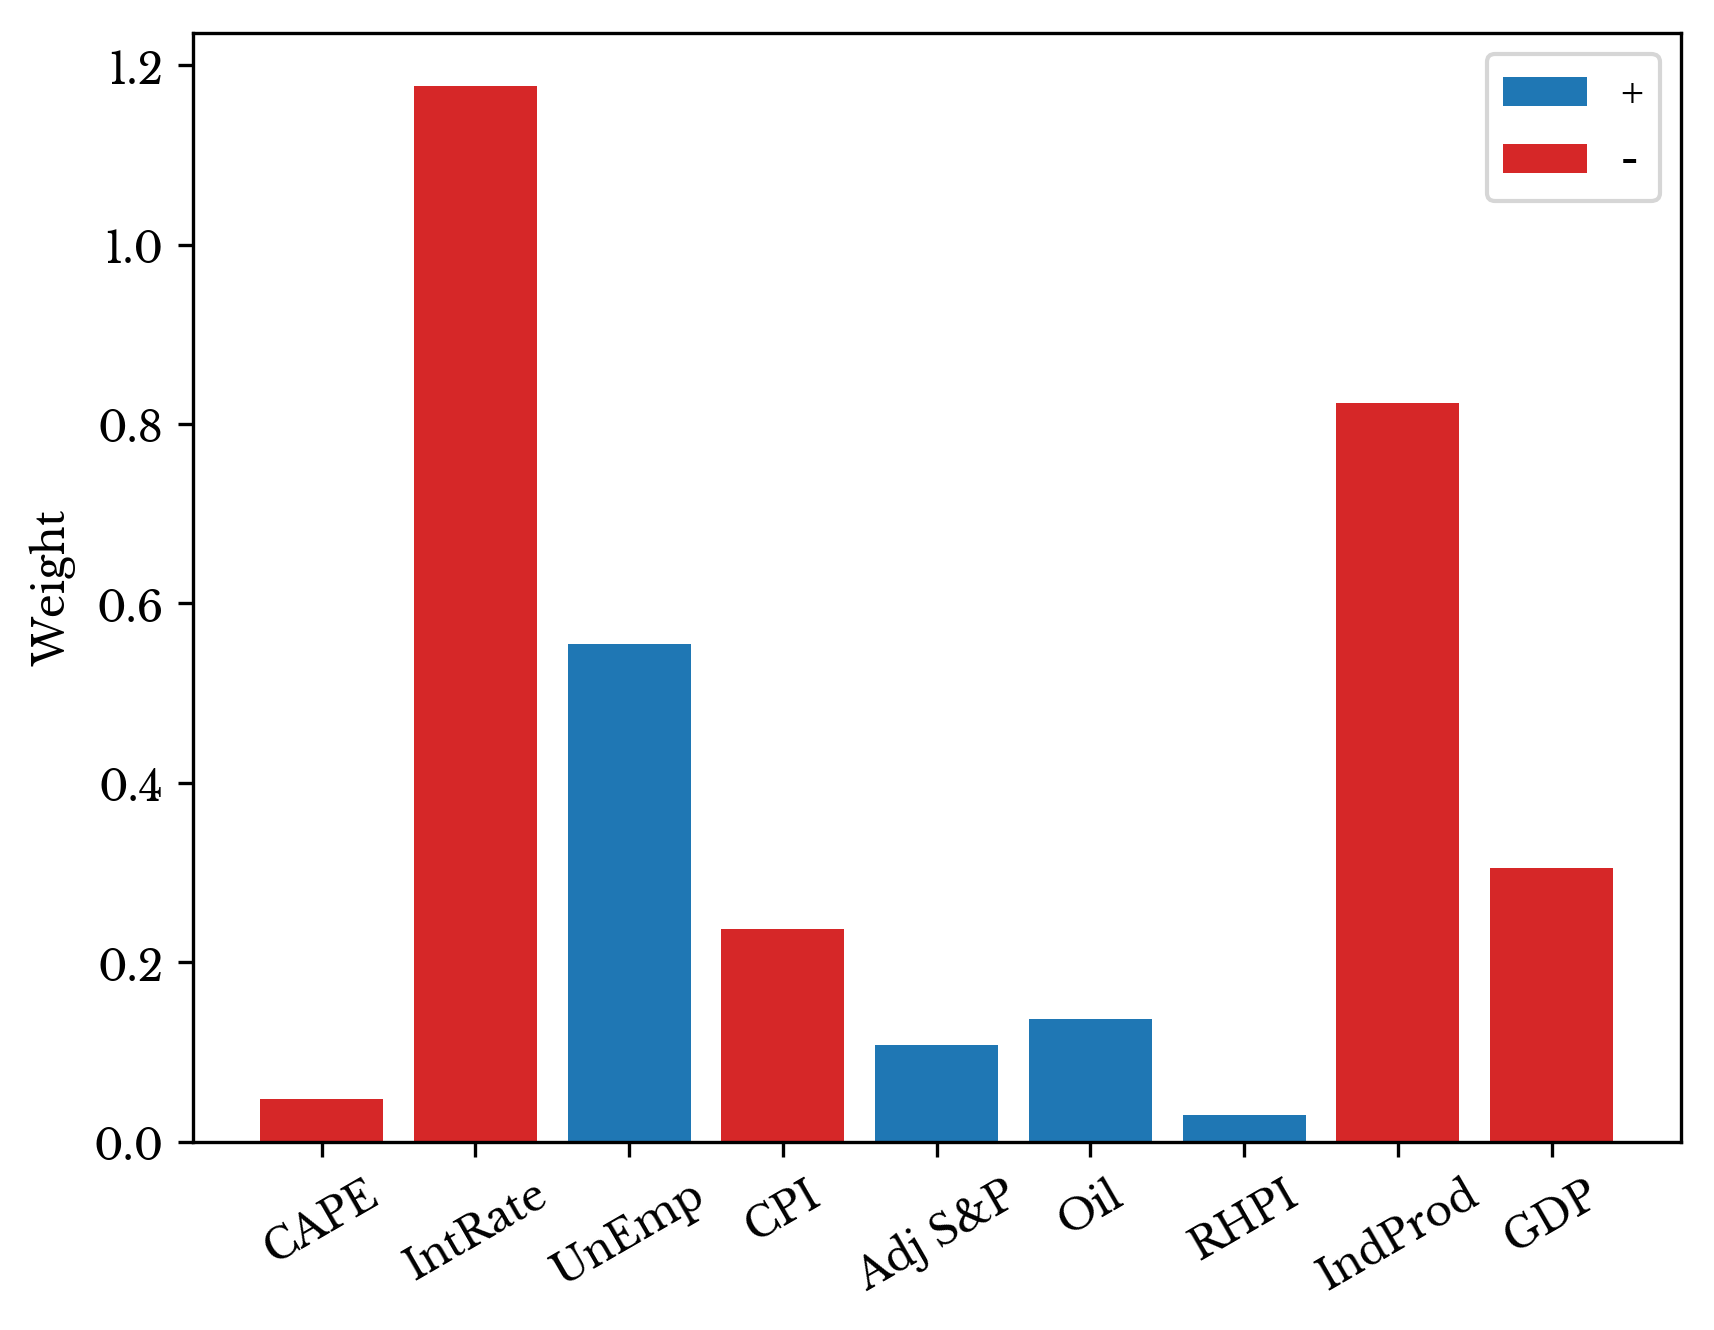 1.2
1.0
0.8
0.6
0.4
0.2
0.0
Weight
+
-
CAPE
IntRate
UnEmp
CPI
Adj S&P
Oil
RHPI
IndProd
GDP